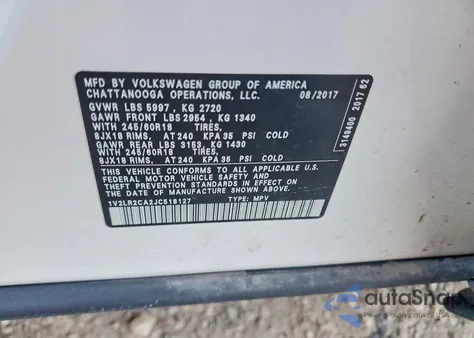 MFD BY VOLKSWAGEN GROUP OF AMERICA
CHATTANOOGA OPERATIONS, LLC. 08/2017
GVWR LBS 5997 , KG 2720
GAWR FRONT LBS 2954 , KG 1340
WITH 245/60R18 TIRES,
8JX18 RIMS, AT 240 KPA 35 PSI COLD
GAWR REAR LBS 3153, KG 1430
WITH 245/60R18 TIRES,
8JX18 RIMS, AT 240 KPA 35 PSI COLD
THIS VEHICLE CONFORMS TO ALL APPLICABLE
FEDERAL MOTOR VEHICLE SAFETY AND
THEFT PREVENTION STANDARDS IN EFFECT ON THE
DATE OF MANUFACTURE SHOWN ABOVE.
1V2LR2CA2JC518127 TYPE: MPV
3149400 2017 62
autoSnap